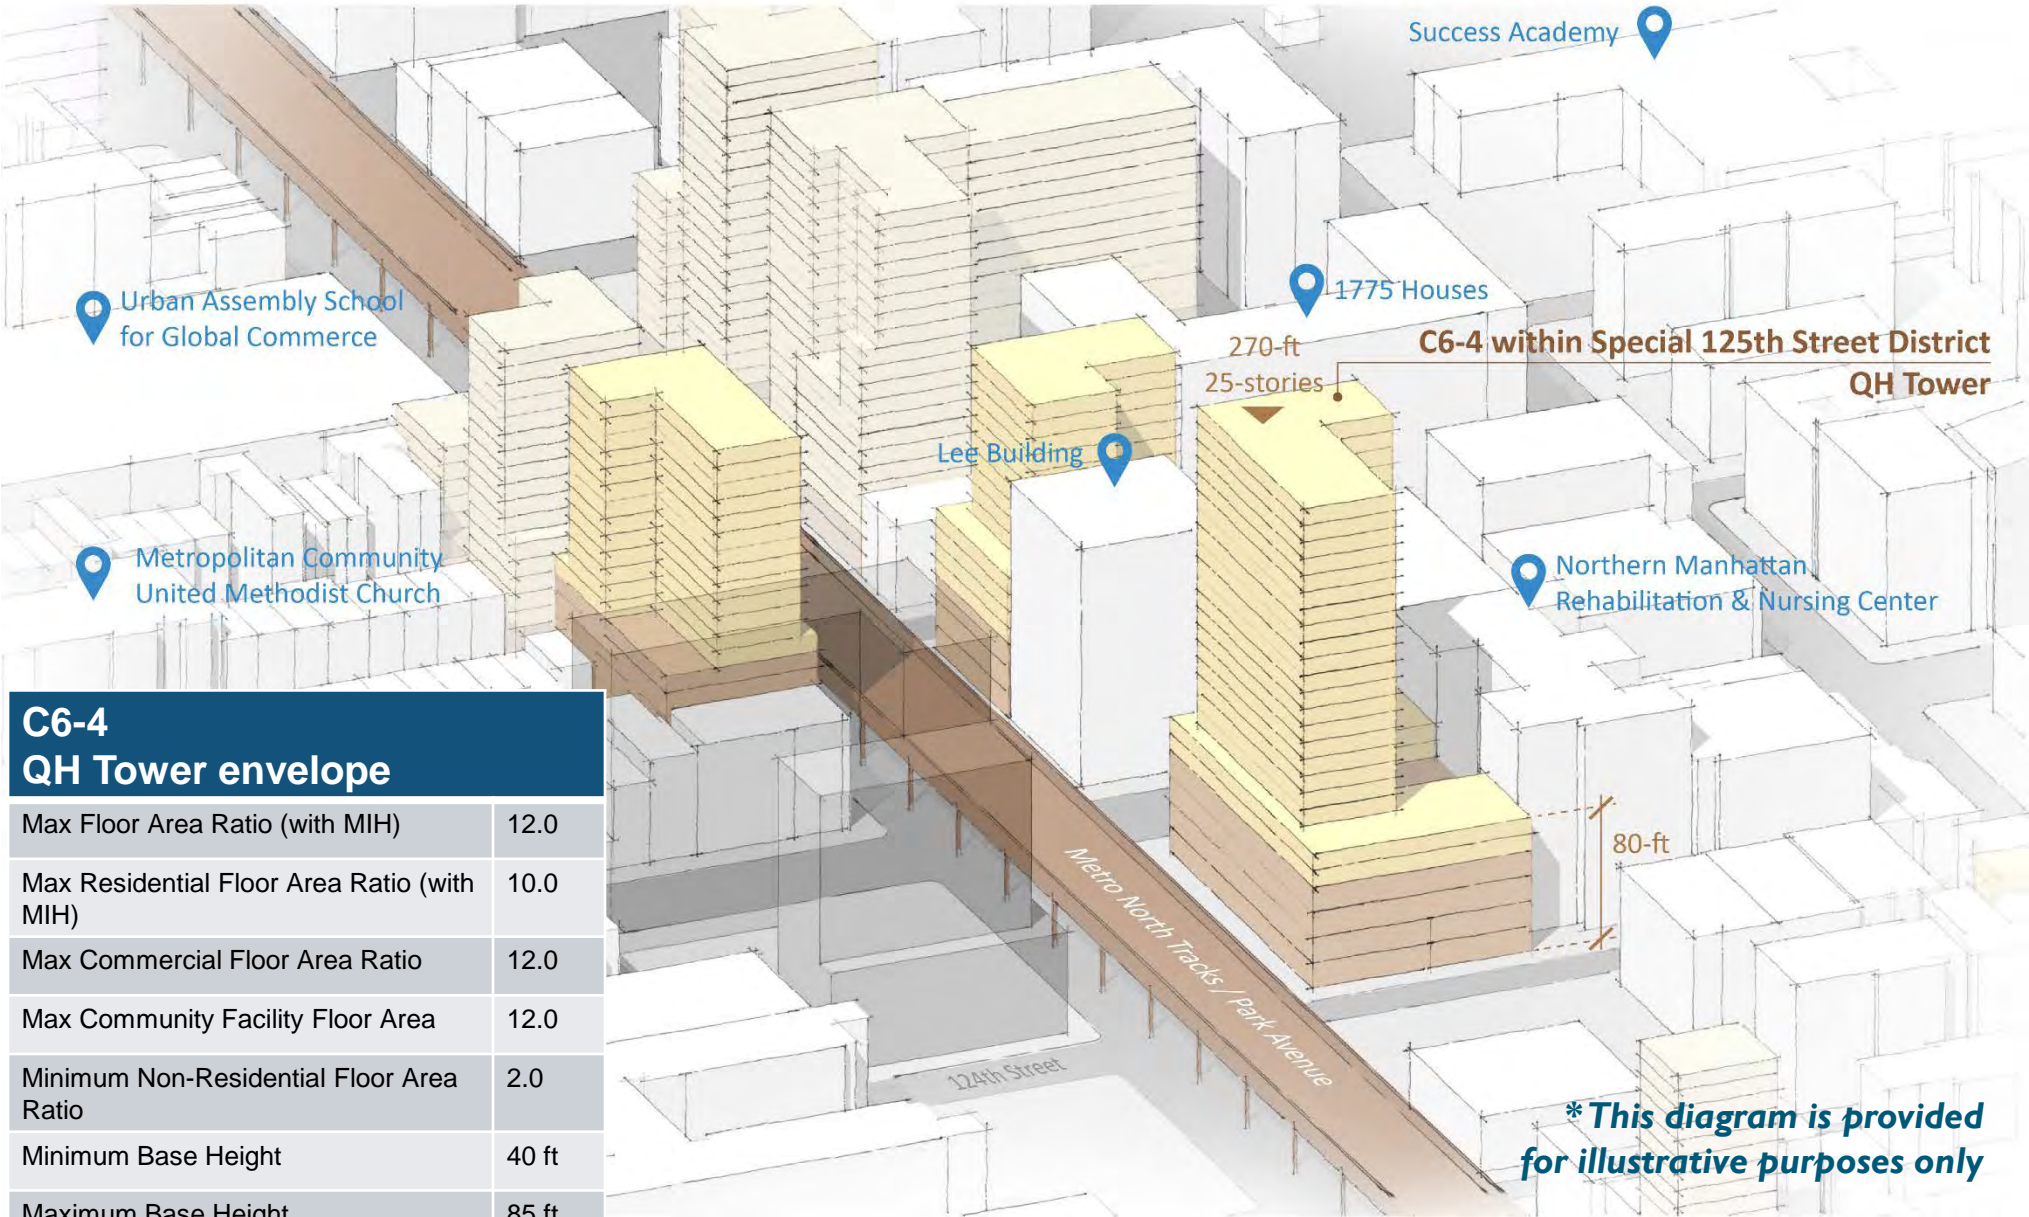 Success Academy
1775 Houses
Urban Assembly School
for Global Commerce
270-ft
25-stories
C6-4 within Special 125th Street District
QH Tower
Lee Building
Metropolitan Community
United Methodist Church
Northern Manhattan
Rehabilitation & Nursing Center
C6-4
QH Tower envelope
Max Floor Area Ratio (with MIH) 12.0
Max Residential Floor Area Ratio (with 10.0
MIH)
Max Commercial Floor Area Ratio 12.0
Max Community Facility Floor Area 12.0
Minimum Non-Residential Floor Area 2.0
Ratio
Minimum Base Height 40 ft
Maximum Base Height 85 ft
80-ft
Metro North Tracks / Park Avenue
124th Street
* This diagram is provided
for illustrative purposes only